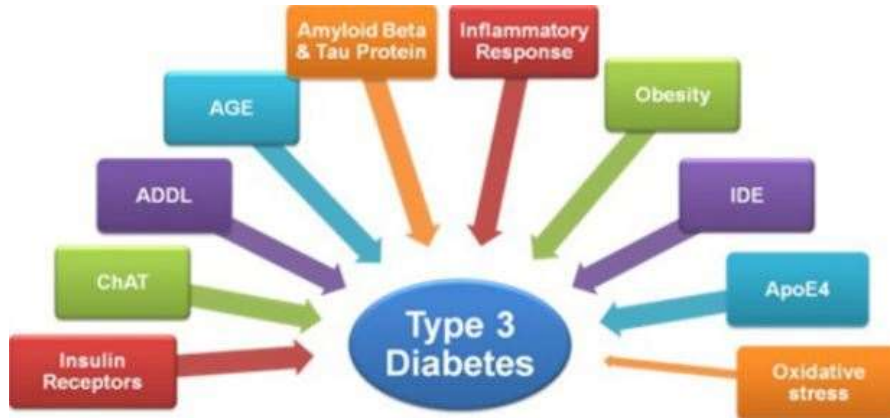 Amyloid Beta
& Tau Protein
Inflammatory
Response
AGE
Obesity
ADDL
IDE
ChAT
ApoE4
Insulin
Receptors
Type 3
Diabetes
Oxidative
stress